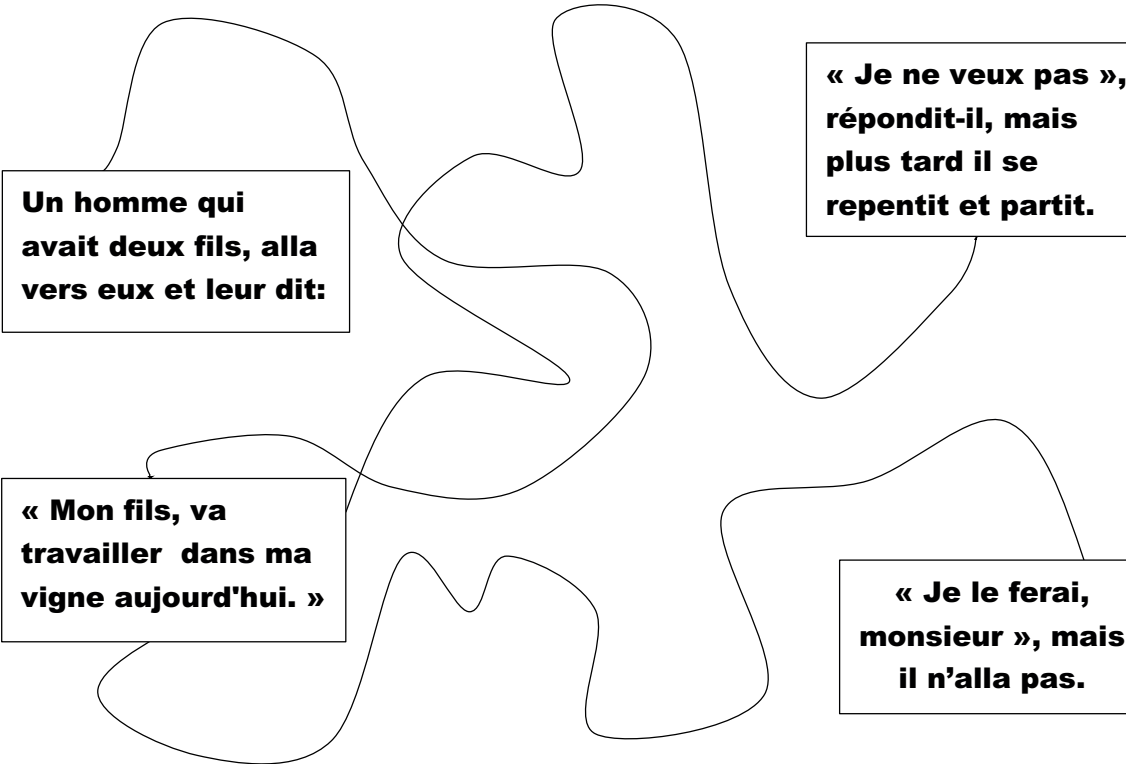 Un homme qui
avait deux fils, alla
vers eux et leur dit:
« Mon fils, va
travailler  dans ma
vigne aujourd'hui. »
« Je ne veux pas »,
répondit-il, mais
plus tard il se
repentit et partit.
« Je le ferai,
monsieur », mais
il n’alla pas.